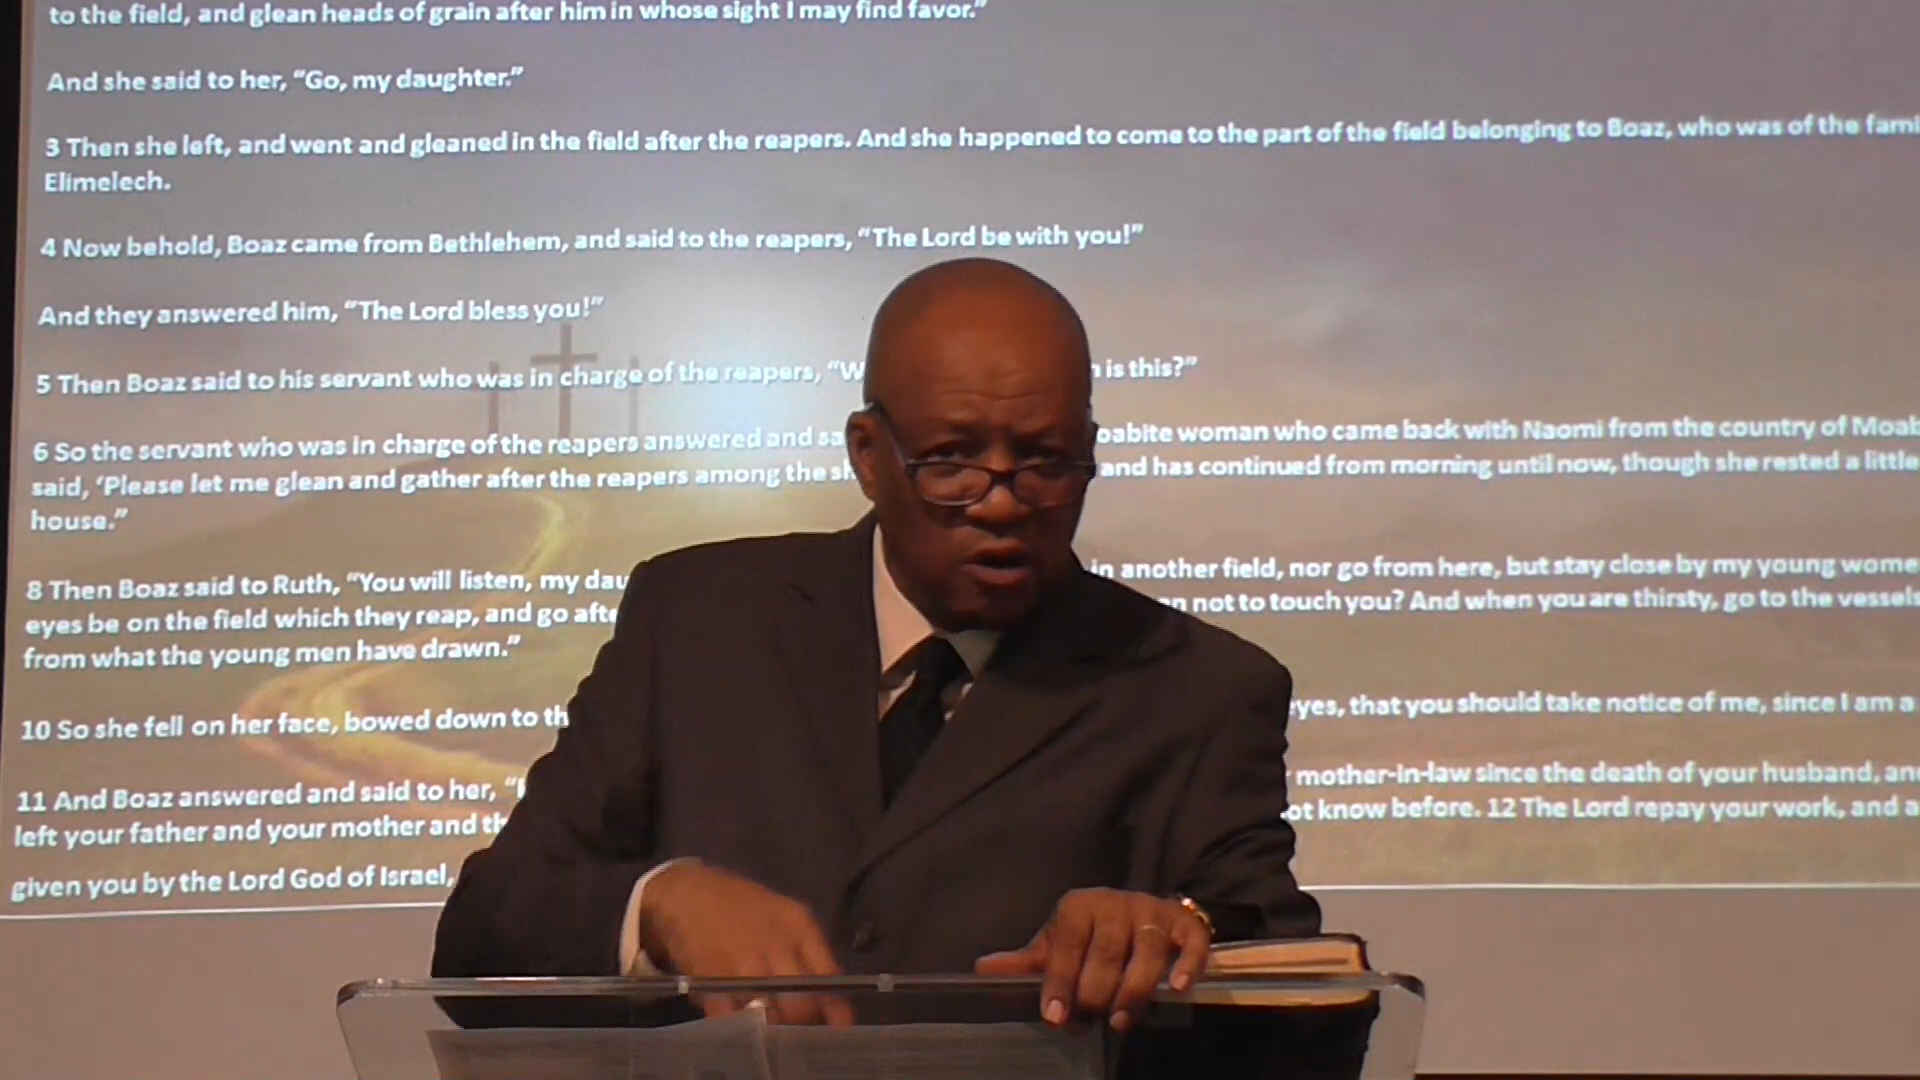 to the field, and glean heads of grain after him in whose sight I may find favor."
And she said to her, "Go, my daughter."
3 Then she left, and went and gleaned in the field after the reapers. And she happened to come to the part of the field belonging to Boaz, who was of the
Elimelech.
4 Now behold, Boaz came from Bethlehem, and said to the reapers, "The Lord be with you!"
And they answered him, "The Lord bless you!"
5 Then Boaz said to his servant who was in charge of the reapers, " is this?"
6 So the servant who was in charge of the reapers answered and woman who came back with Naomi from the country of Moab
said, 'Please let me glean and gather after the reapers among the and has continued from morning until now, though she rested a little
house."
8 Then Boaz said to Ruth, "You will listen, my in another field, nor go from here, but stay close by my young
eyes be on the field which they reap, and go not to touch you? And when you are thirsty, go to the vessels
from what the young men have drawn."
10 So she fell on her face, bowed down to that you should take notice of me, since I am a
11 And Boaz answered and said to her, " mother-in-law since the death of your husband,
left your father and your mother and know before. 12 The Lord repay your work, and a
given you by the Lord God of Israel,